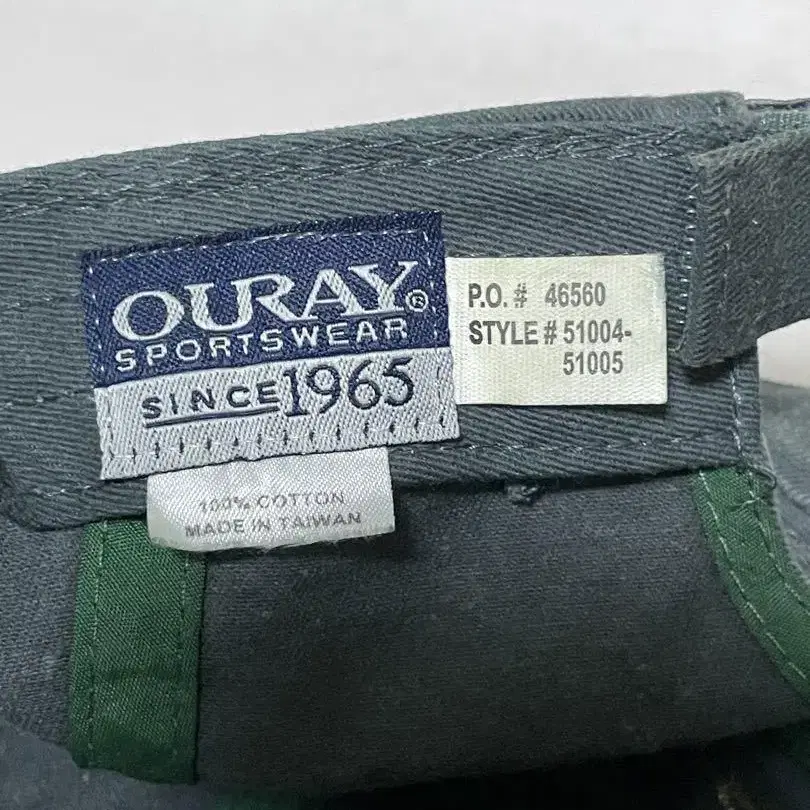 OURAY®
SPORTSWEAR
SINCE 1965
P.O. # 46560
STYLE # 51004-
51005
100% COTTON
MADE IN TAIWAN